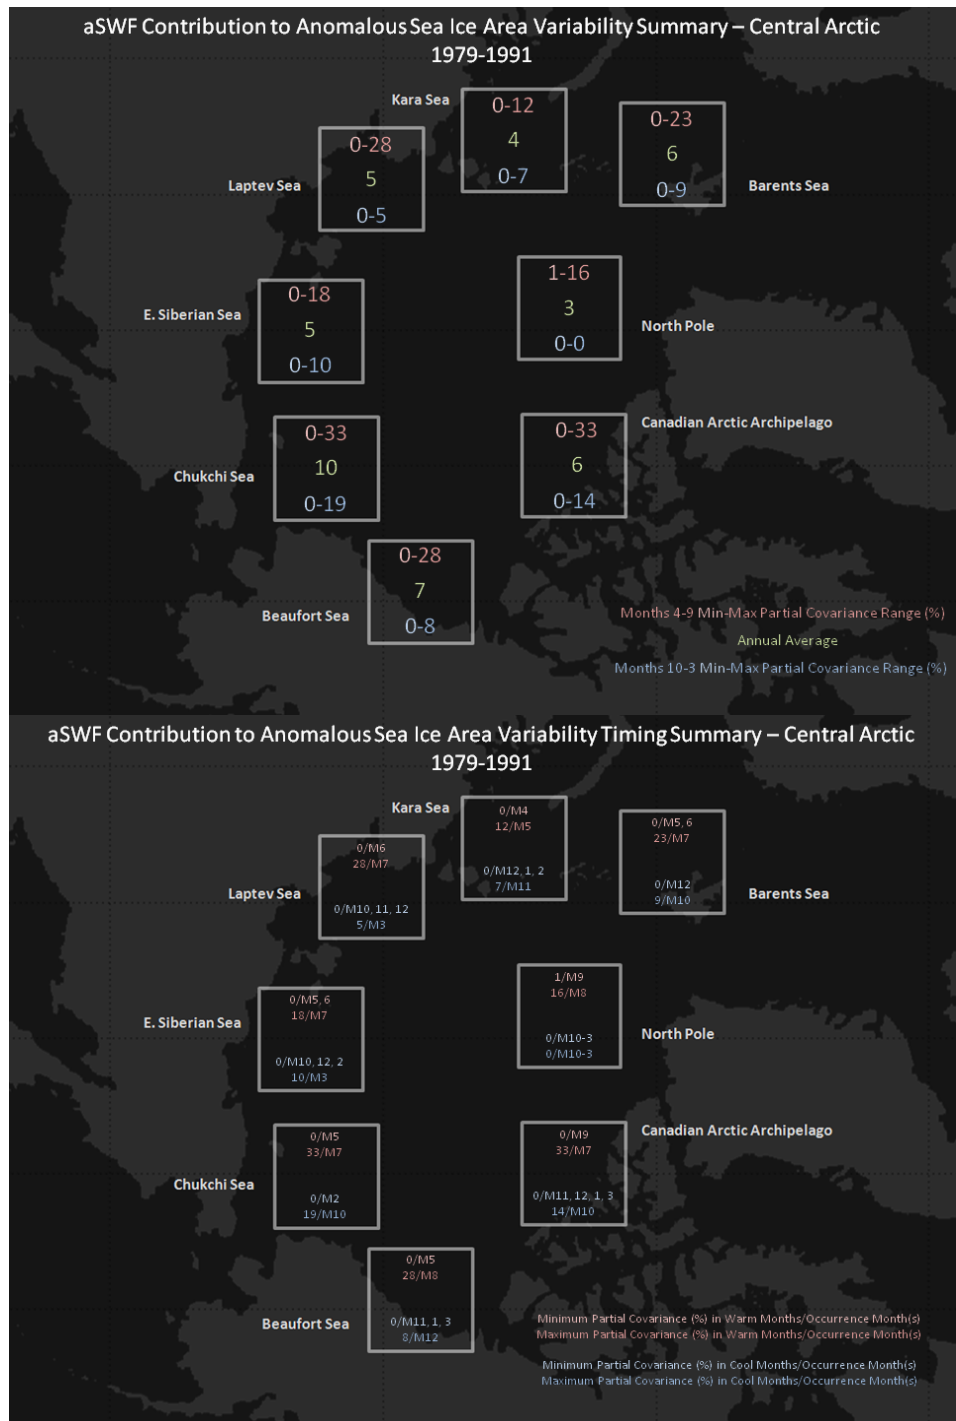 aSWF Contribution to Anomalous Sea Ice Area Variability Summary – Central Arctic
1979-1991
Kara Sea
0-12
4
0-7
0-23
6
0-9
Barents Sea
Laptev Sea
0-28
5
0-5
E. Siberian Sea
0-18
5
0-10
1-16
3
0-0
North Pole
Chukchi Sea
0-33
10
0-19
0-33
6
0-14
Canadian Arctic Archipelago
Beaufort Sea
0-28
7
0-8
Months 4-9 Min-Max Partial Covariance Range (%)
Annual Average
Months 10-3 Min-Max Partial Covariance Range (%)
aSWF Contribution to Anomalous Sea Ice Area Variability Timing Summary – Central Arctic
1979-1991
Kara Sea
0/M4
12/M5
0/M12, 1, 2
7/M11
0/M5, 6
23/M7
0/M12
9/M10
Barents Sea
Laptev Sea
0/M6
28/M7
0/M10, 11, 12
5/M3
E. Siberian Sea
0/M5, 6
18/M7
0/M10, 12, 2
10/M3
1/M9
16/M8
0/M10-3
0/M10-3
North Pole
Chukchi Sea
0/M5
33/M7
0/M2
19/M10
0/M9
33/M7
0/M11, 12, 1, 3
14/M10
Canadian Arctic Archipelago
Beaufort Sea
0/M5
28/M8
0/M11, 1, 3
8/M12
Minimum Partial Covariance (%) in Warm Months/Occurrence Month(s)
Maximum Partial Covariance (%) in Warm Months/Occurrence Month(s)
Minimum Partial Covariance (%) in Cool Months/Occurrence Month(s)
Maximum Partial Covariance (%) in Cool Months/Occurrence Month(s)